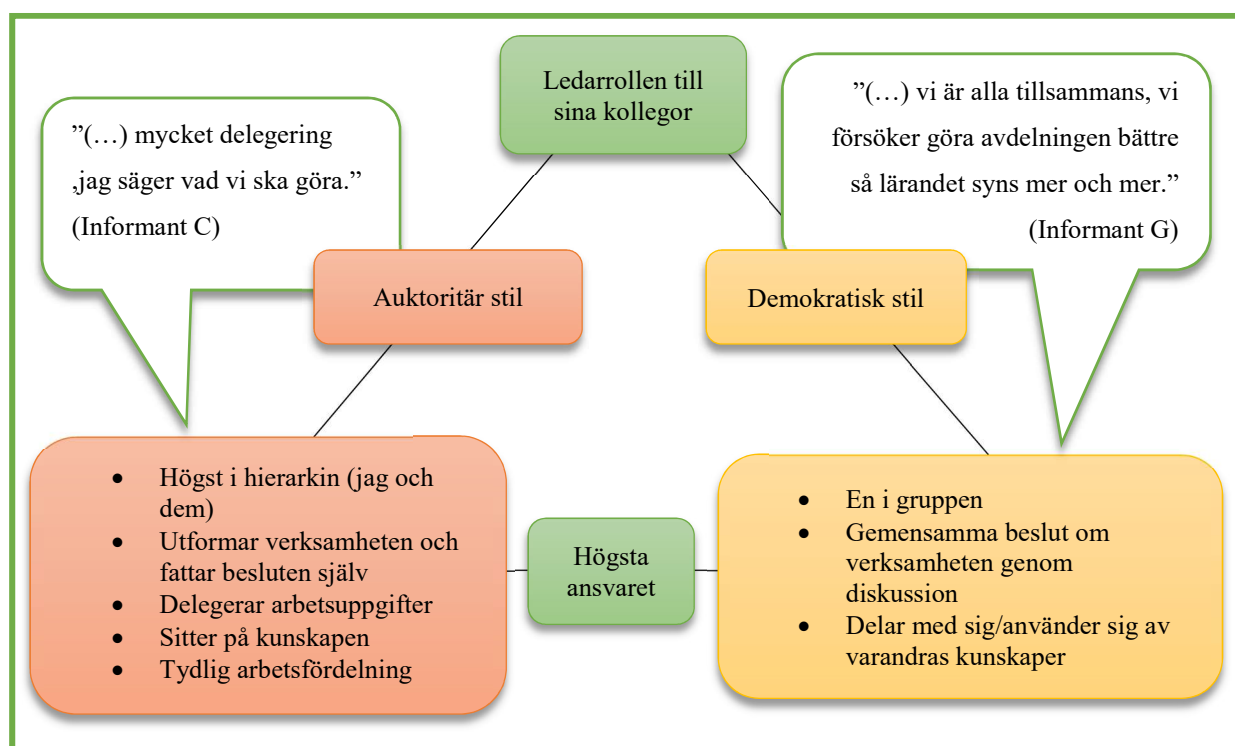 Ledarrollen till
sina kollegor
”(…) mycket delegering
,jag säger vad vi ska göra.”
(Informant C)
”(…) vi är alla tillsammans, vi
försöker göra avdelningen bättre
så lärandet syns mer och mer.”
(Informant G)
Auktoritär stil
Demokratisk stil
• Högst i hierarkin (jag och
dem)
• Utformar verksamheten och
fattar besluten själv
• Delegerar arbetsuppgifter
• Sitter på kunskapen
• Tydlig arbetsfördelning
Högsta
ansvaret
• En i gruppen
• Gemensamma beslut om
verksamheten genom
diskussion
• Delar med sig/använder sig av
varandras kunskaper